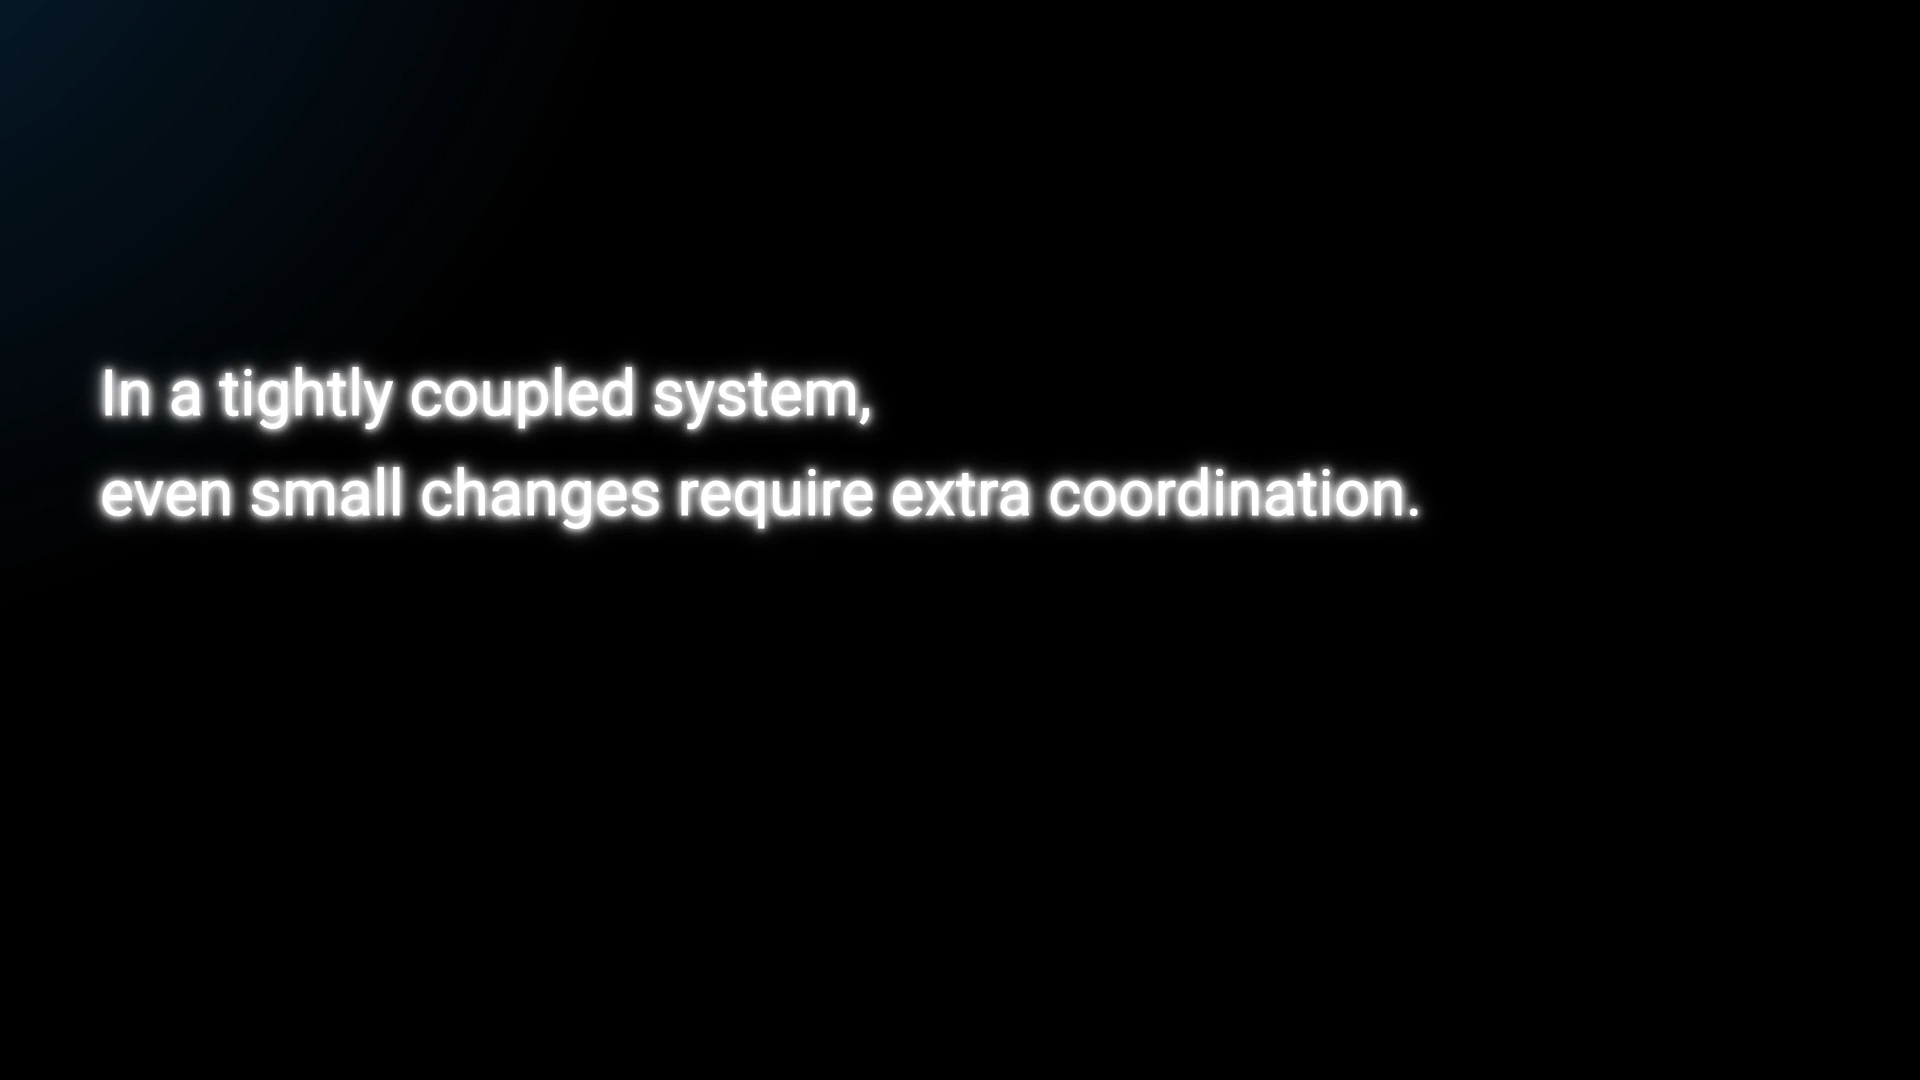 In a tightly coupled system,
even small changes require extra coordination.